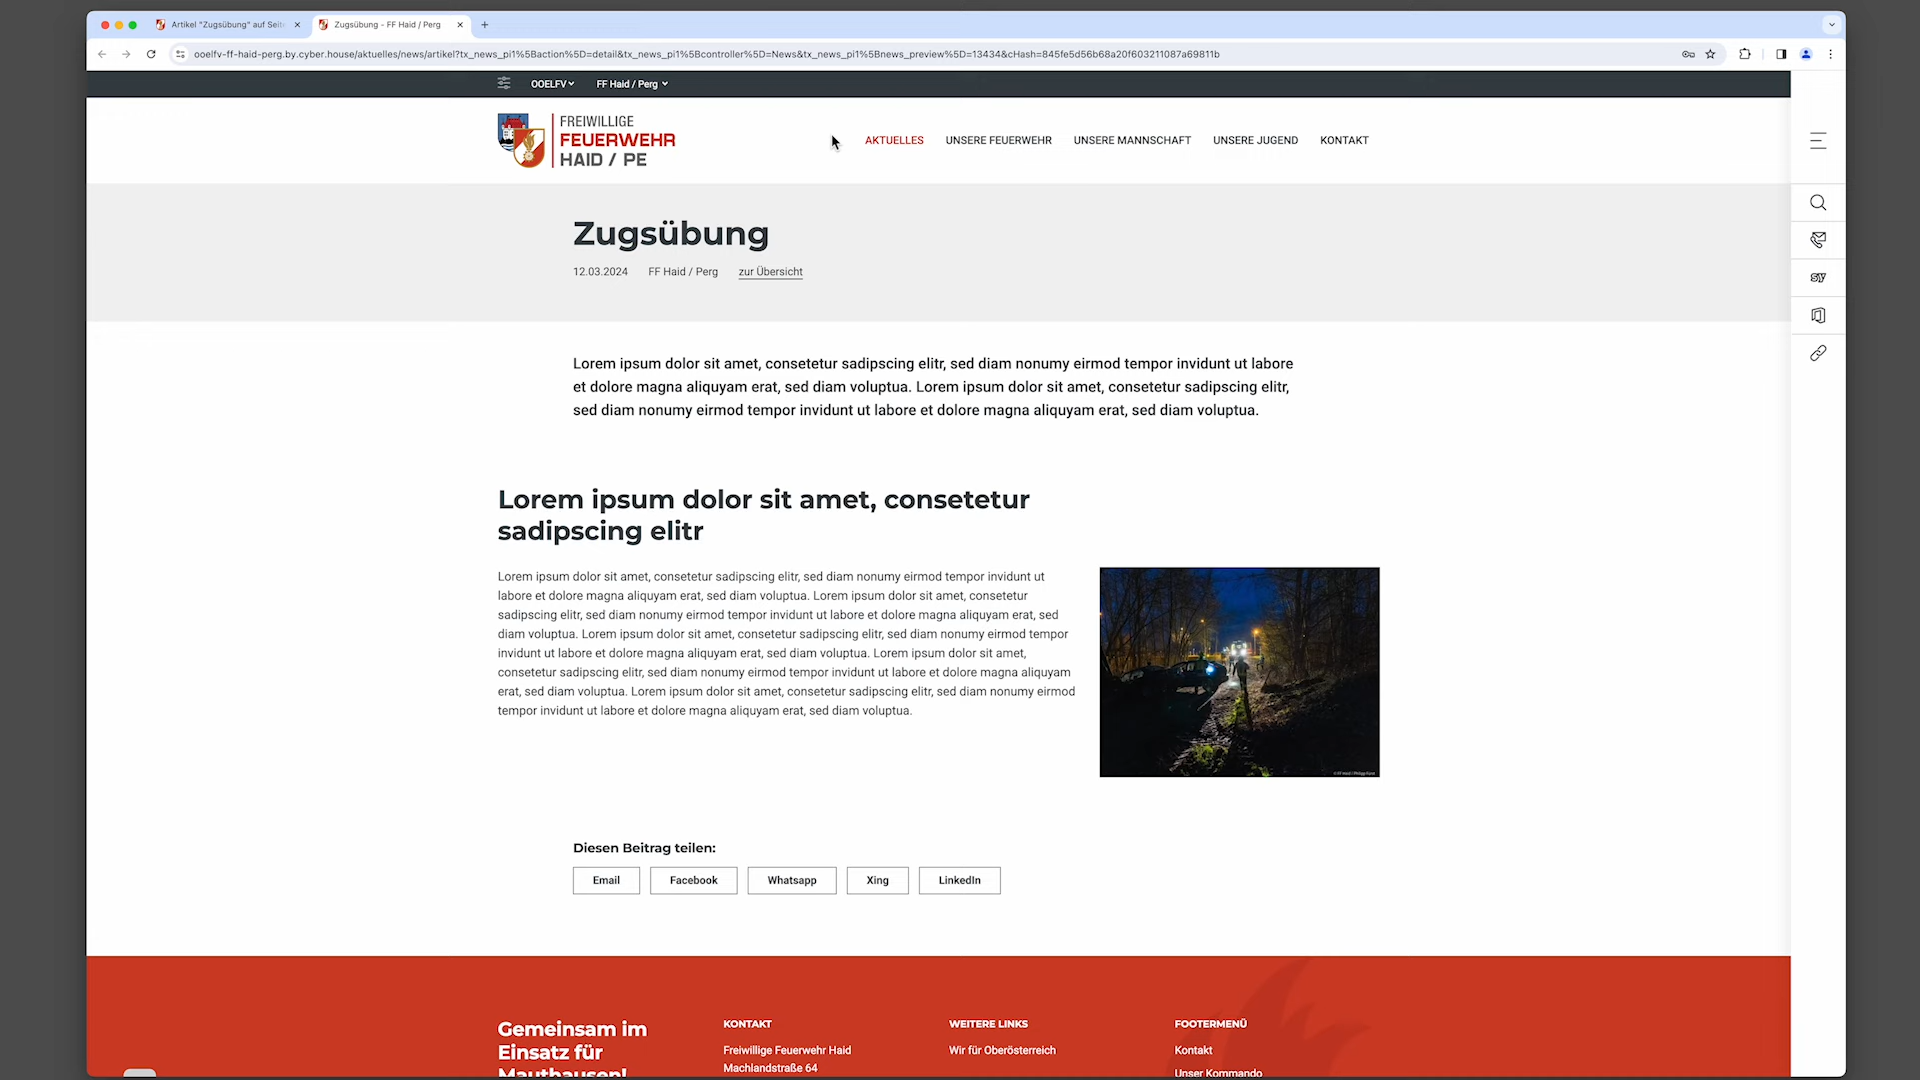 Artikel "Zugsübung" auf Seite
Zugsübung - FF Haid / Perg
ooelfv-ff-haid-perg.by.cyber.house/aktuelles/news/artikel?tx_news_pi1%5Baction%5D=detail&tx_news_pi1%5Bcontroller%5D=News&tx_news_pi1%5Bnews_preview%5D=13434&cHash=845fe5d56b68a20f603211087a69811b
OOELFV
FF Haid / Perg
FREIWILLIGE
FEUERWEHR
HAID / PE
AKTUELLES
UNSERE FEUERWEHR
UNSERE MANNSCHAFT
UNSERE JUGEND
KONTAKT
Zugsübung
12.03.2024
FF Haid / Perg
zur Übersicht
sy
Lorem ipsum dolor sit amet, consetetur sadipscing elitr, sed diam nonumy eirmod tempor invidunt ut labore
et dolore magna aliquyam erat, sed diam voluptua. Lorem ipsum dolor sit amet, consetetur sadipscing elitr,
sed diam nonumy eirmod tempor invidunt ut labore et dolore magna aliquyam erat, sed diam voluptua.
Lorem ipsum dolor sit amet, consetetur
sadipscing elitr
Lorem ipsum dolor sit amet, consetetur sadipscing elitr, sed diam nonumy eirmod tempor invidunt ut
labore et dolore magna aliquyam erat, sed diam voluptua. Lorem ipsum dolor sit amet, consetetur
sadipscing elitr, sed diam nonumy eirmod tempor invidunt ut labore et dolore magna aliquyam erat, sed
diam voluptua. Lorem ipsum dolor sit amet, consetetur sadipscing elitr, sed diam nonumy eirmod tempor
invidunt ut labore et dolore magna aliquyam erat, sed diam voluptua. Lorem ipsum dolor sit amet,
consetetur sadipscing elitr, sed diam nonumy eirmod tempor invidunt ut labore et dolore magna aliquyam
erat, sed diam voluptua. Lorem ipsum dolor sit amet, consetetur sadipscing elitr, sed diam nonumy eirmod
tempor invidunt ut labore et dolore magna aliquyam erat, sed diam voluptua.
Diesen Beitrag teilen:
Email
Facebook
Whatsapp
Xing
LinkedIn
Gemeinsam im
Einsatz für
Mauthausen!
KONTAKT
Freiwillige Feuerwehr Haid
Machlandstraße 64
WEITERE LINKS
Wir für Oberösterreich
FOOTERMENÜ
Kontakt
Unser Kommando